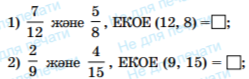 1) 7/12 және 5/8, ЕКОЕ (12, 8) = □;
2) 2/9 және 4/15, ЕКОЕ (9, 15) = □;